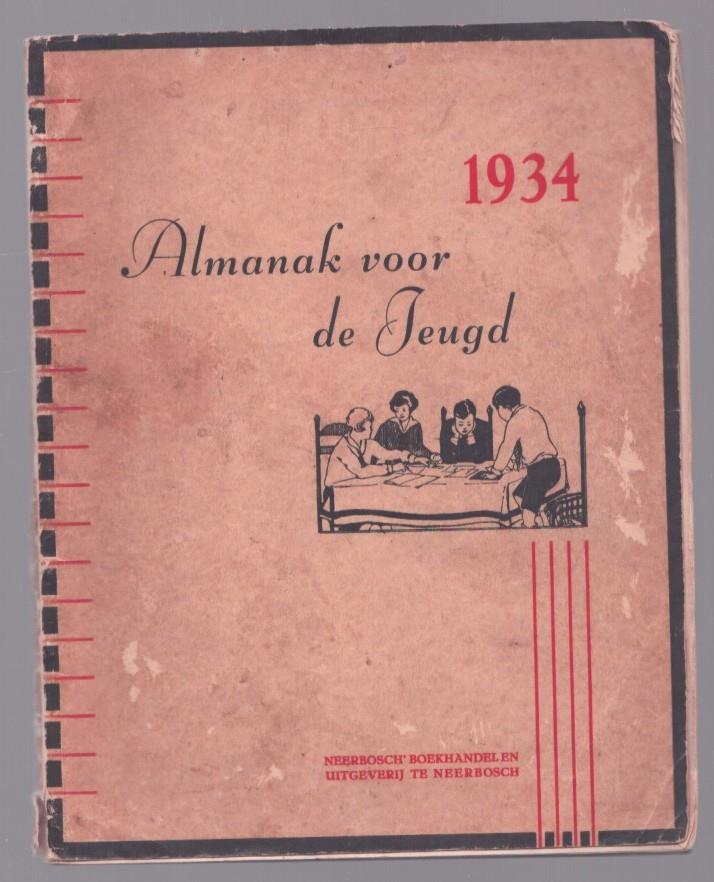 1934
Almanak voor
de Jeugd
NEERBOSCH' BOEKHANDEL EN
UITGEVERIJ TE NEERBOSCH